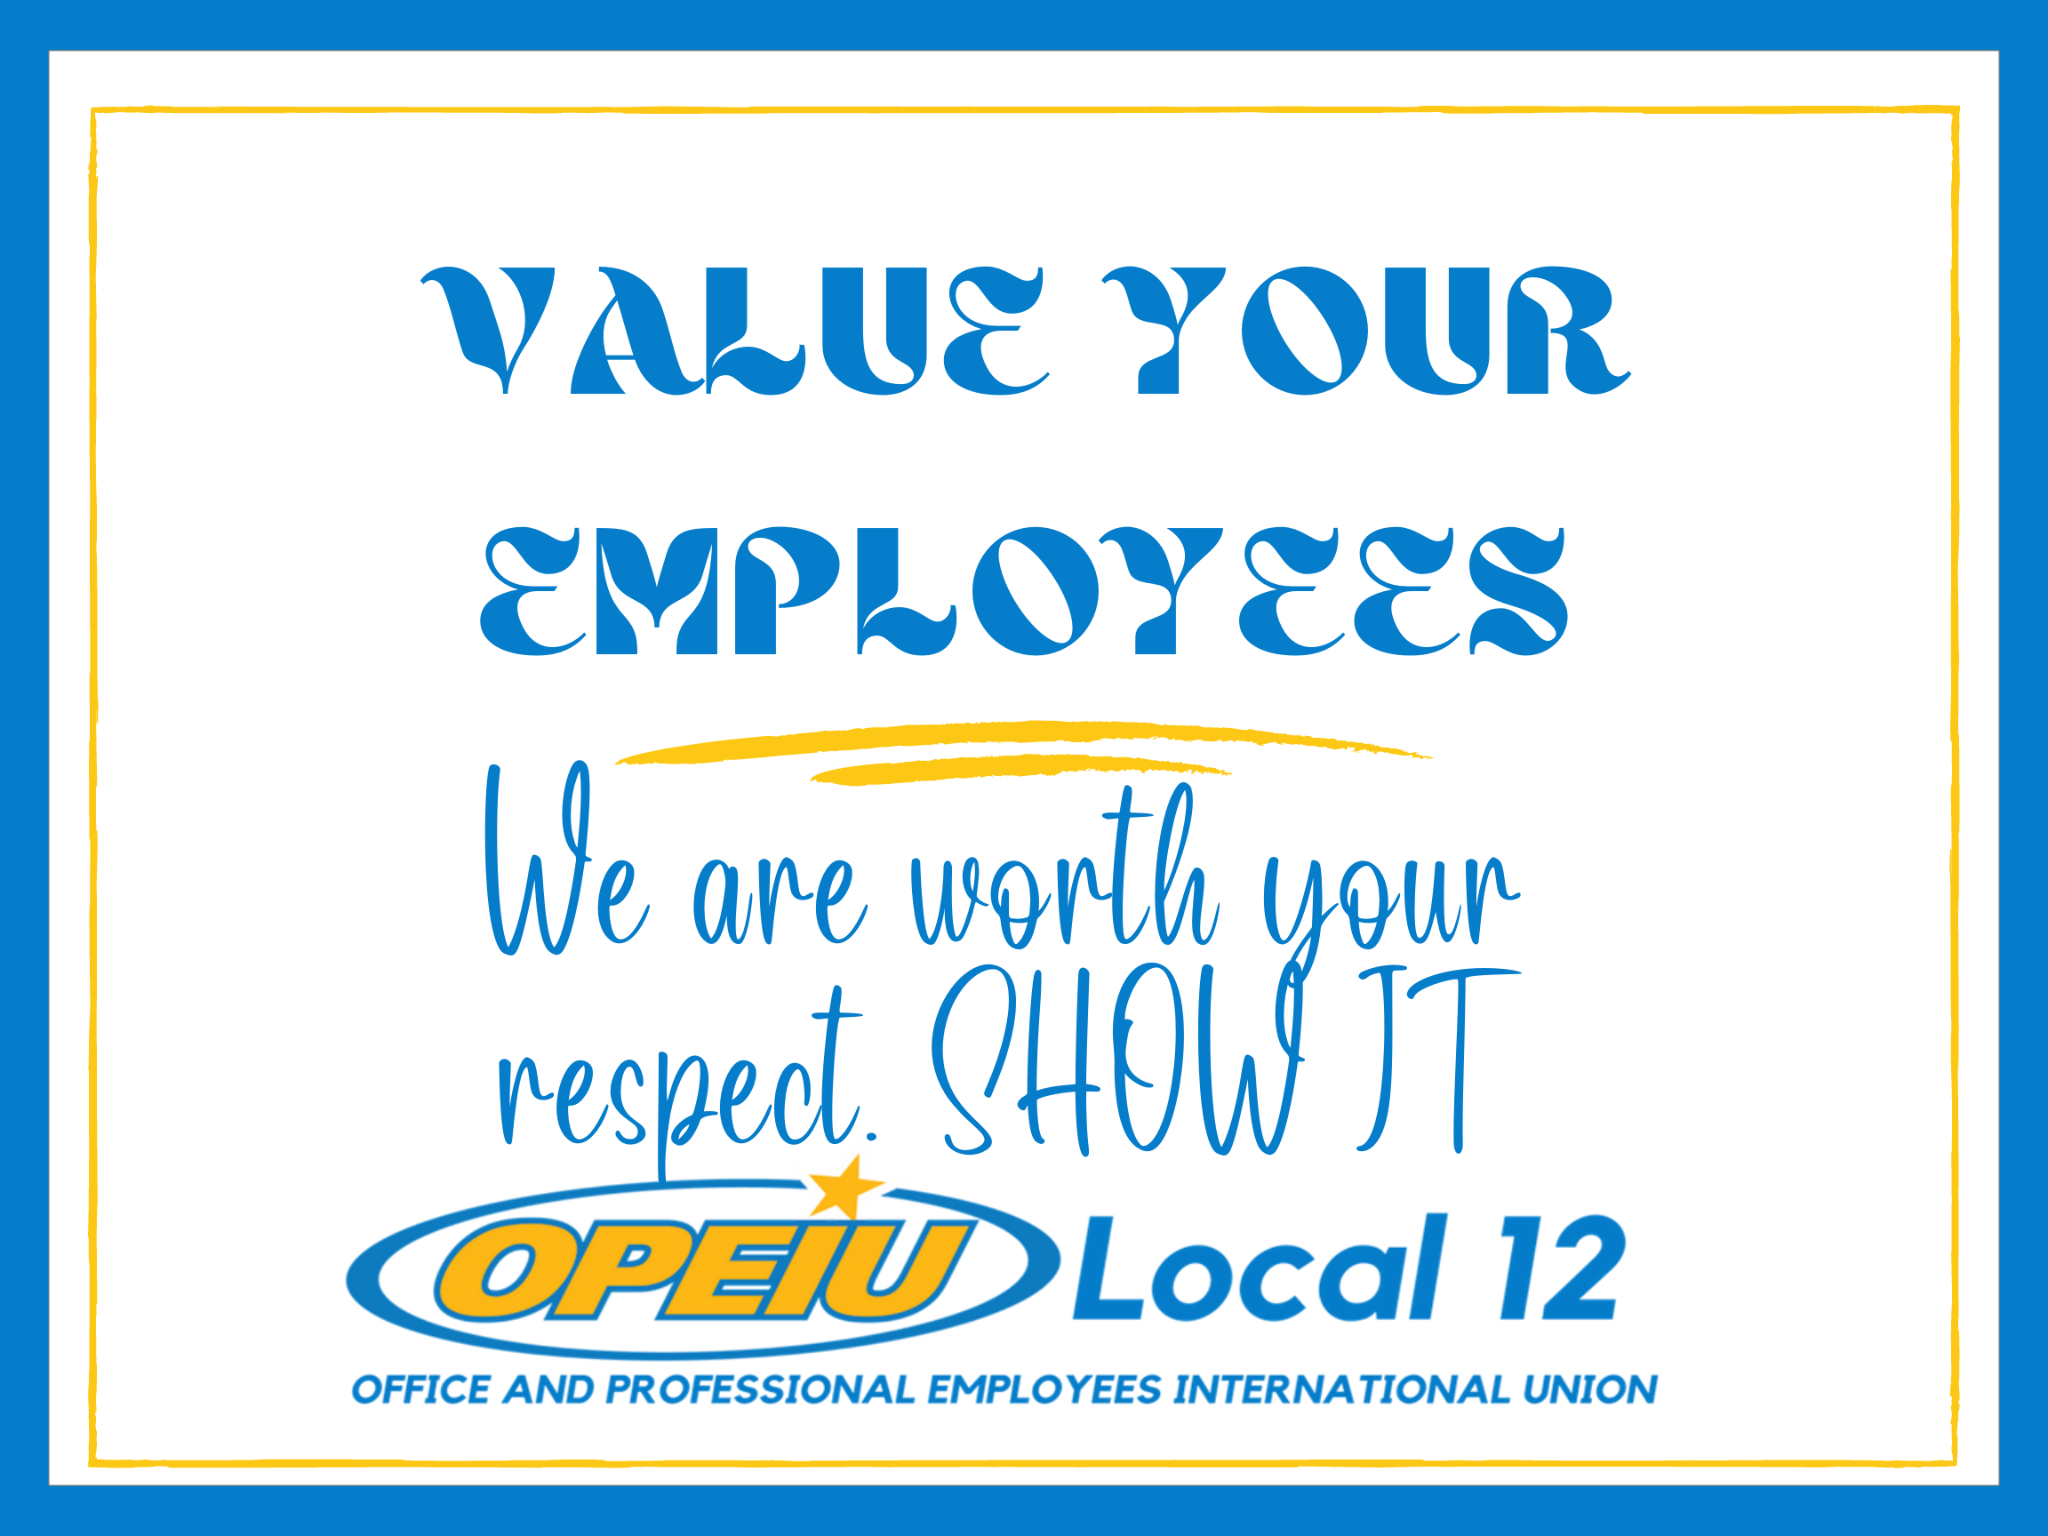 VALUE YOUR
EMPLOYEES
We are worth your
respect. SHOW IT
OPEIU Local 12
OFFICE AND PROFESSIONAL EMPLOYEES INTERNATIONAL UNION